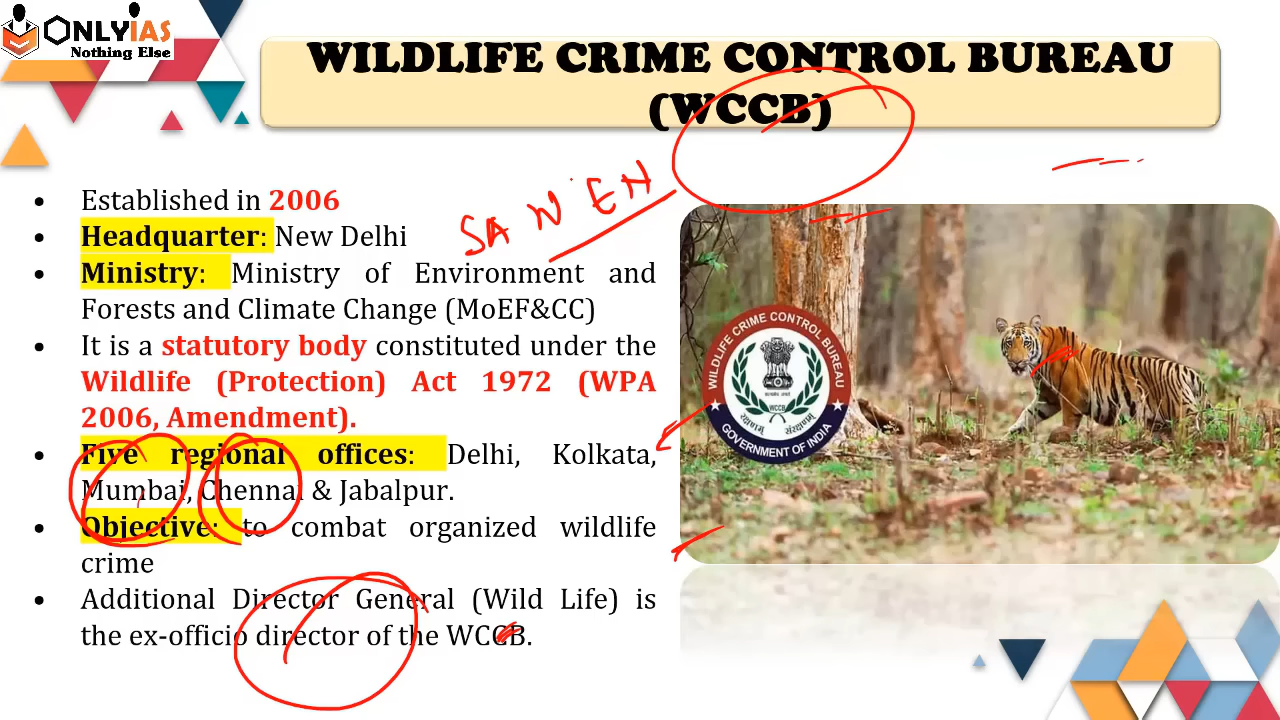 ONLYIAS
Nothing Else
WILDLIFE CRIME CONTROL BUREAU
(WCCB)
SAWEN
• Established in 2006
• Headquarter: New Delhi
• Ministry: Ministry of Environment and
Forests and Climate Change (MoEF&CC)
• It is a statutory body constituted under the
Wildlife (Protection) Act 1972 (WPA
2006, Amendment).
• Five regional offices: Delhi, Kolkata,
Mumbai, Chennai & Jabalpur.
• Objective: to combat organized wildlife
crime
• Additional Director General (Wild Life) is
the ex-officio director of the WCCB.
WILDLIFE CRIME CONTROL BUREAU
WCCB
GOVERNMENT OF INDIA